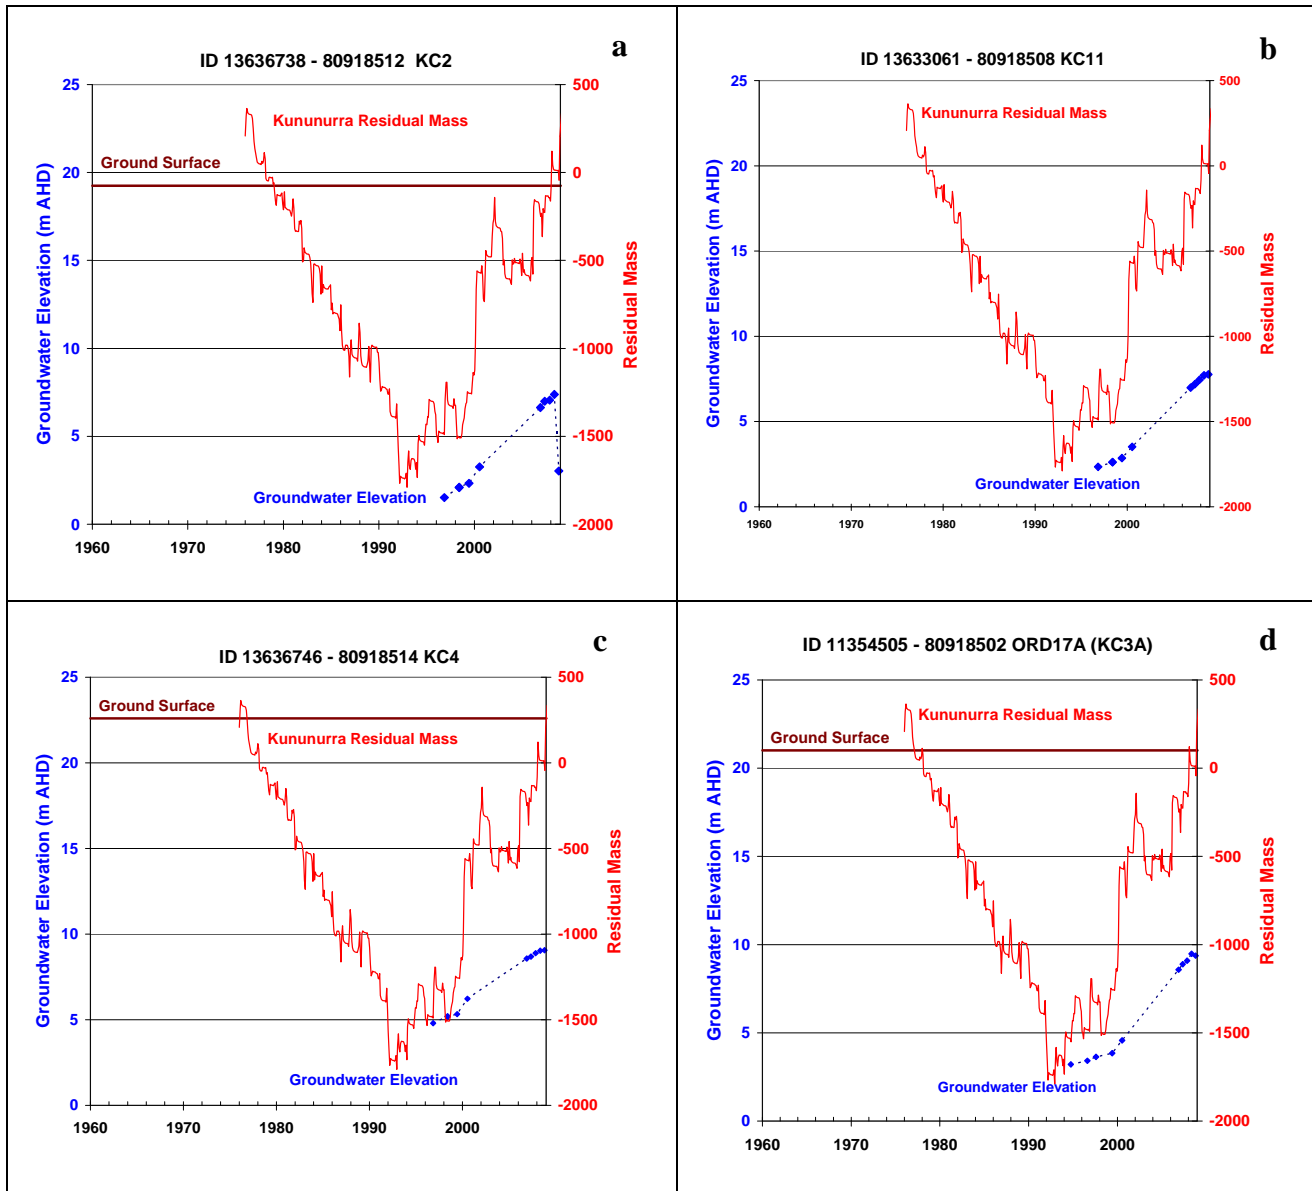 a
ID 13636738 - 80918512 KC2
25
20
15
10
5
0
500
0
-500
-1000
-1500
-2000
Kununurra Residual Mass
Ground Surface
Groundwater Elevation (m AHD)
Residual Mass
Groundwater Elevation
1960 1970 1980 1990 2000
b
ID 13633061 - 80918508 KC11
25
20
15
10
5
0
500
0
-500
-1000
-1500
-2000
Kununurra Residual Mass
Groundwater Elevation (m AHD)
Residual Mass
Groundwater Elevation
1960 1970 1980 1990 2000
c
ID 13636746 - 80918514 KC4
25
20
15
10
5
0
500
0
-500
-1000
-1500
-2000
Ground Surface
Kununurra Residual Mass
Groundwater Elevation (m AHD)
Residual Mass
Groundwater Elevation
1960 1970 1980 1990 2000
d
ID 11354505 - 80918502 ORD17A (KC3A)
25
20
15
10
5
0
500
0
-500
-1000
-1500
-2000
Kununurra Residual Mass
Ground Surface
Groundwater Elevation (m AHD)
Residual Mass
Groundwater Elevation
1960 1970 1980 1990 2000